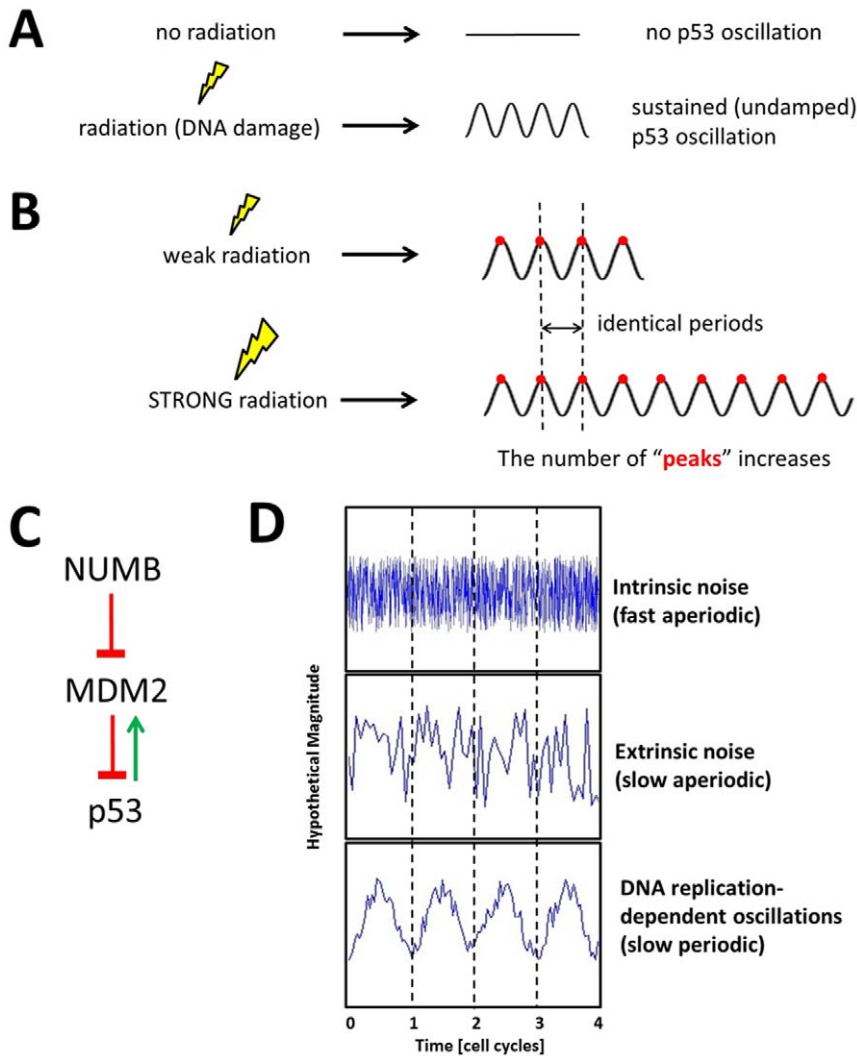 A
no radiation
no p53 oscillation
radiation (DNA damage)
sustained (undamped)
p53 oscillation
B
weak radiation
identical periods
STRONG radiation
The number of “peaks” increases
C
NUMB
MDM2
p53
D
Hypothetical Magnitude
Intrinsic noise
(fast aperiodic)
Extrinsic noise
(slow aperiodic)
DNA replication-
dependent oscillations
(slow periodic)
0 1 2 3 4
Time [cell cycles]